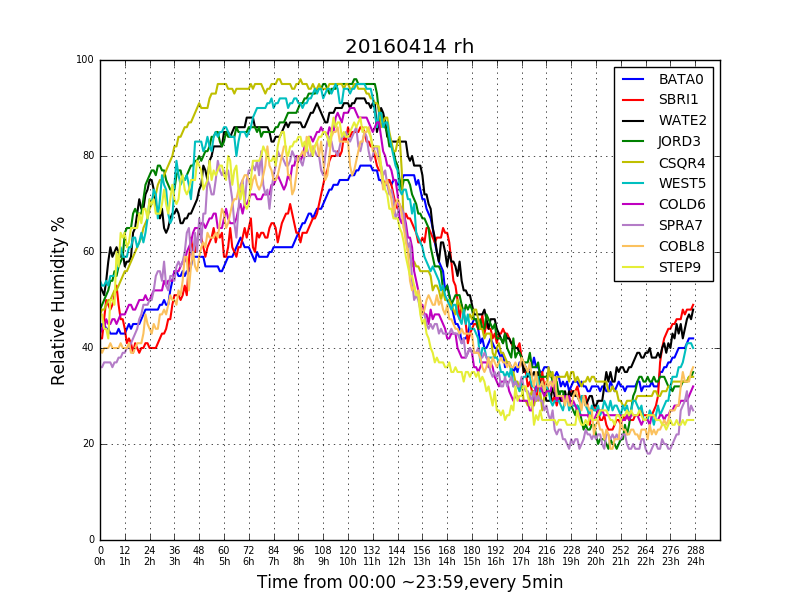 20160414 rh
Relative Humidity %
100
80
60
40
20
0
BATA0
SBRI1
WATE2
JORD3
CSQR4
WEST5
COLD6
SPRA7
COBL8
STEP9
0 12 24 36 48 60 72 84 96 108 120 132 144 156 168 180 192 204 216 228 240 252 264 276 288
0h 1h 2h 3h 4h 5h 6h 7h 8h 9h 10h 11h 12h 13h 14h 15h 16h 17h 18h 19h 20h 21h 22h 23h 24h
Time from 00:00 ~23:59,every 5min